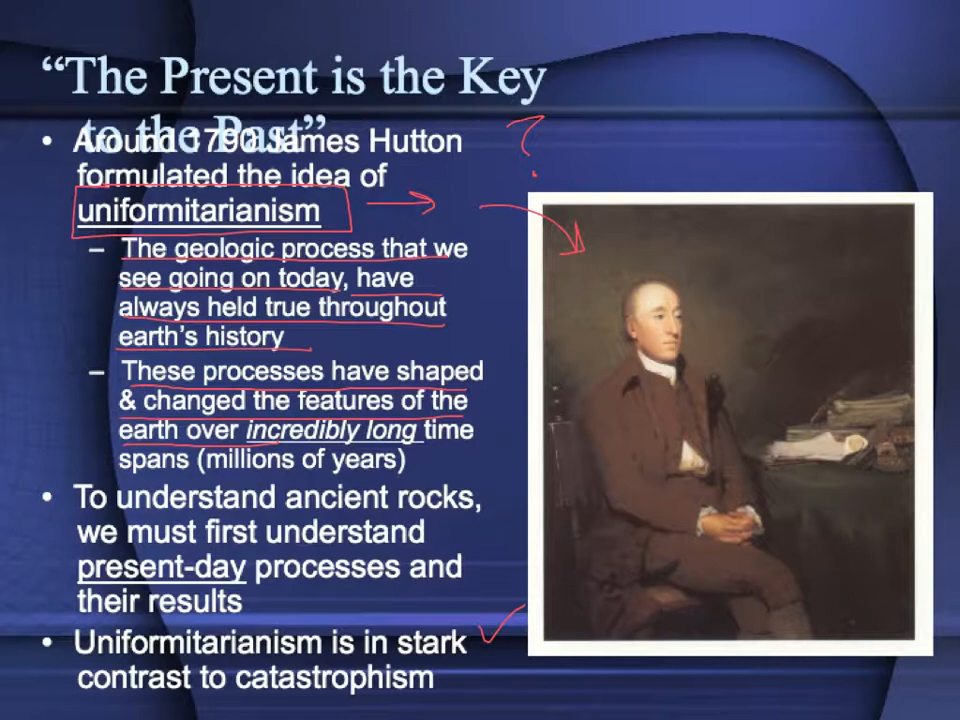 “The Present is the Key
to the Past”
• Around 1790 James Hutton
formulated the idea of
uniformitarianism
– The geologic process that we
see going on today, have
always held true throughout
earth’s history
– These processes have shaped
& changed the features of the
earth over incredibly long time
spans (millions of years)
• To understand ancient rocks,
we must first understand
present-day processes and
their results
• Uniformitarianism is in stark
contrast to catastrophism
?